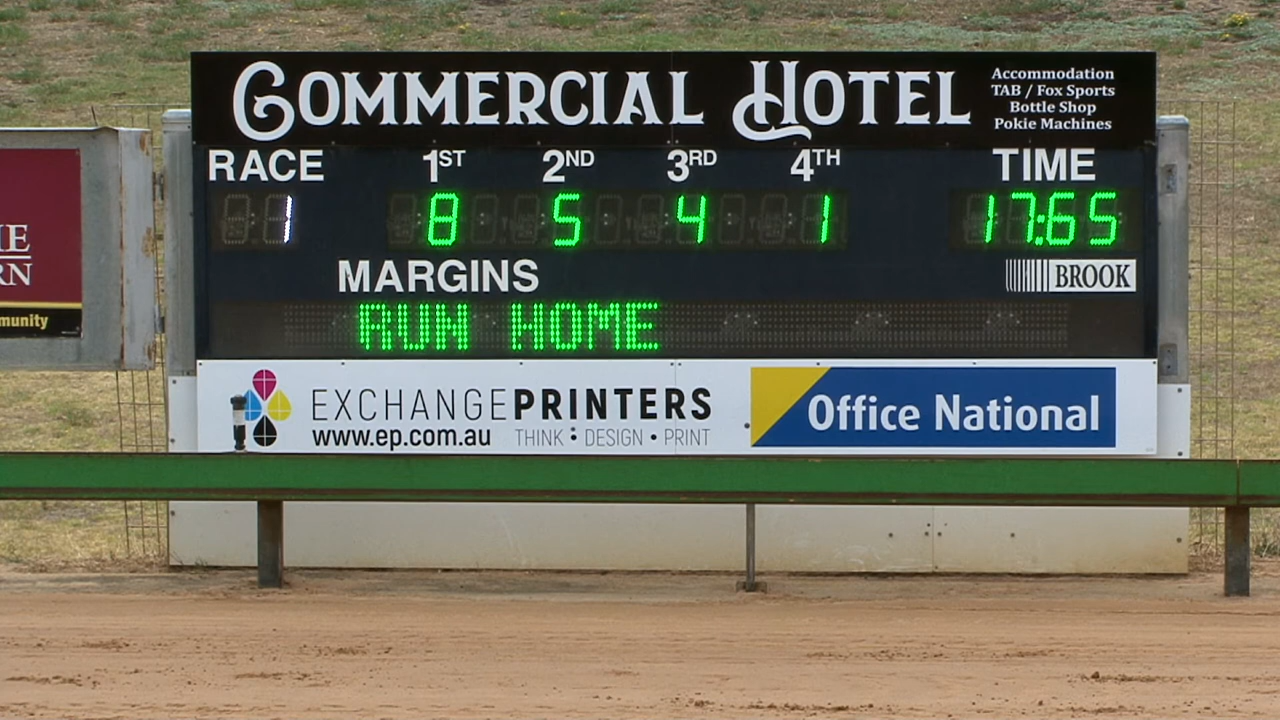 COMMERCIAL HOTEL
Accommodation
TAB / Fox Sports
Bottle Shop
Pokie Machines
RACE 1ST 2ND 3RD 4TH TIME
1 8 5 4 1 17:65
MARGINS
BROOK
RUN HOME
EXCHANGEPRINTERS
www.ep.com.au THINK • DESIGN • PRINT
Office National
munity